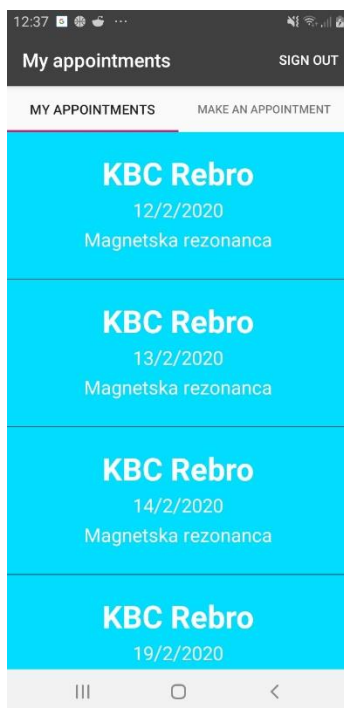 12:37
My appointments
SIGN OUT
MY APPOINTMENTS
MAKE AN APPOINTMENT
KBC Rebro
12/2/2020
Magnetska rezonanca
KBC Rebro
13/2/2020
Magnetska rezonanca
KBC Rebro
14/2/2020
Magnetska rezonanca
KBC Rebro
19/2/2020